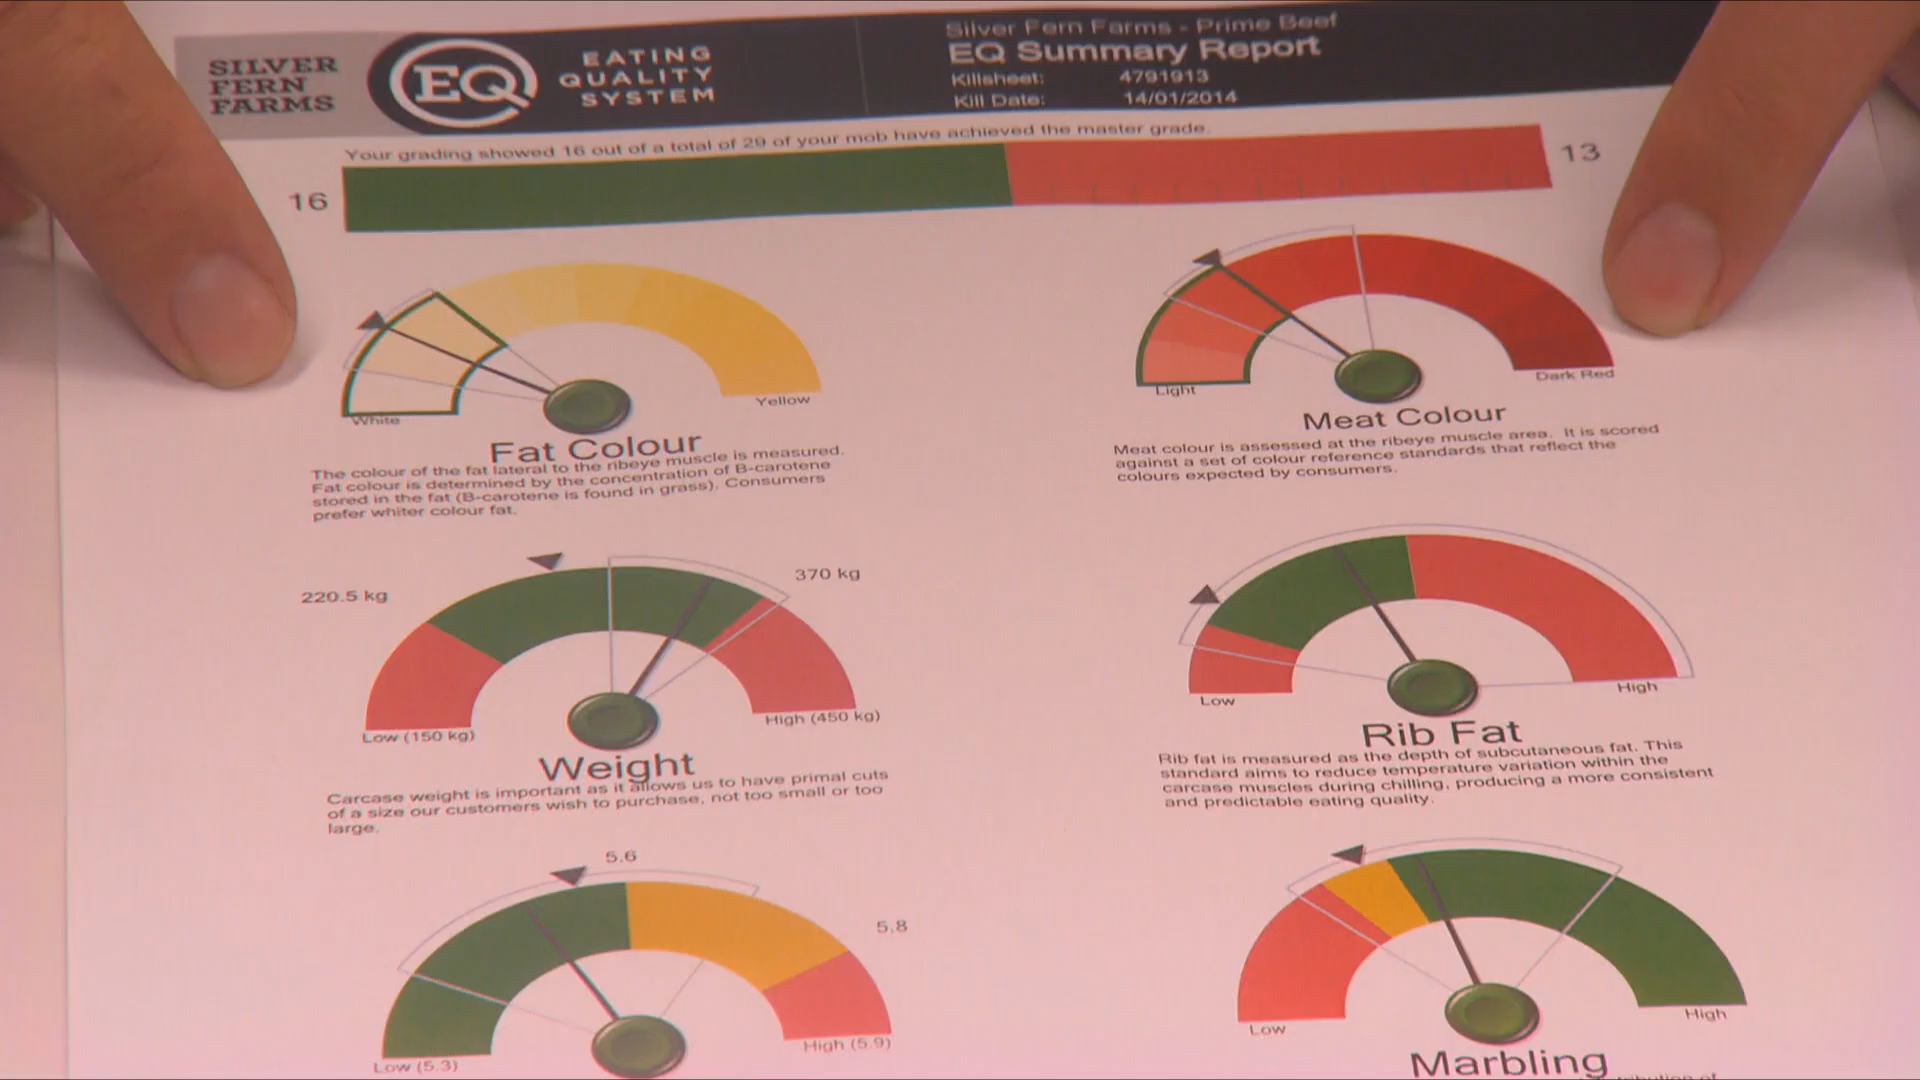 SILVER
FERN
FARMS
EQ
EATING
QUALITY
SYSTEM
Silver Fern Farms - Prime Beef
EQ Summary Report
Killsheet: 4791913
Kill Date: 14/01/2014
Your grading showed 16 out of a total of 29 of your mob have achieved the master grade.
16
13
White
Yellow
Fat Colour
The colour of the fat lateral to the ribeye muscle is measured.
Fat colour is determined by the concentration of B-carotene
stored in the fat (B-carotene is found in grass). Consumers
prefer whiter colour fat.
Light
Dark Red
Meat Colour
Meat colour is assessed at the ribeye muscle area. It is scored
against a set of colour reference standards that reflect the
colours expected by consumers.
220.5 kg
370 kg
Low (150 kg)
High (450 kg)
Weight
Carcase weight is important as it allows us to have primal cuts
of a size our customers wish to purchase, not too small or too
large.
Low
High
Rib Fat
Rib fat is measured as the depth of subcutaneous fat. This
standard aims to reduce temperature variation within the
carcase muscles during chilling, producing a more consistent
and predictable eating quality.
5.6
5.8
Low (5.3)
High (5.9)
Low
High
Marbling